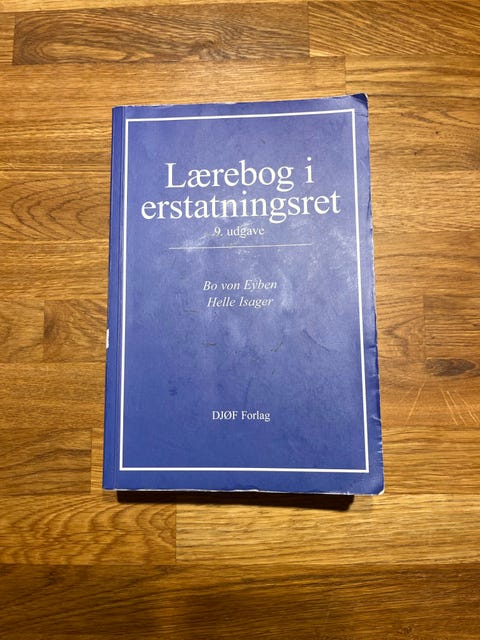 Lærebog i
erstatningsret
9. udgave
Bo von Eyben
Helle Isager
DJØF Forlag